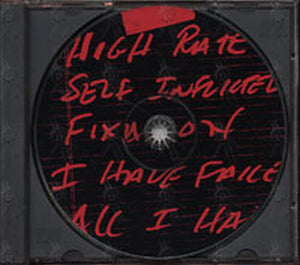 HIGH RATE
SELF INFLICTED
FIX ON
I HAVE FAILE
ALL I HA